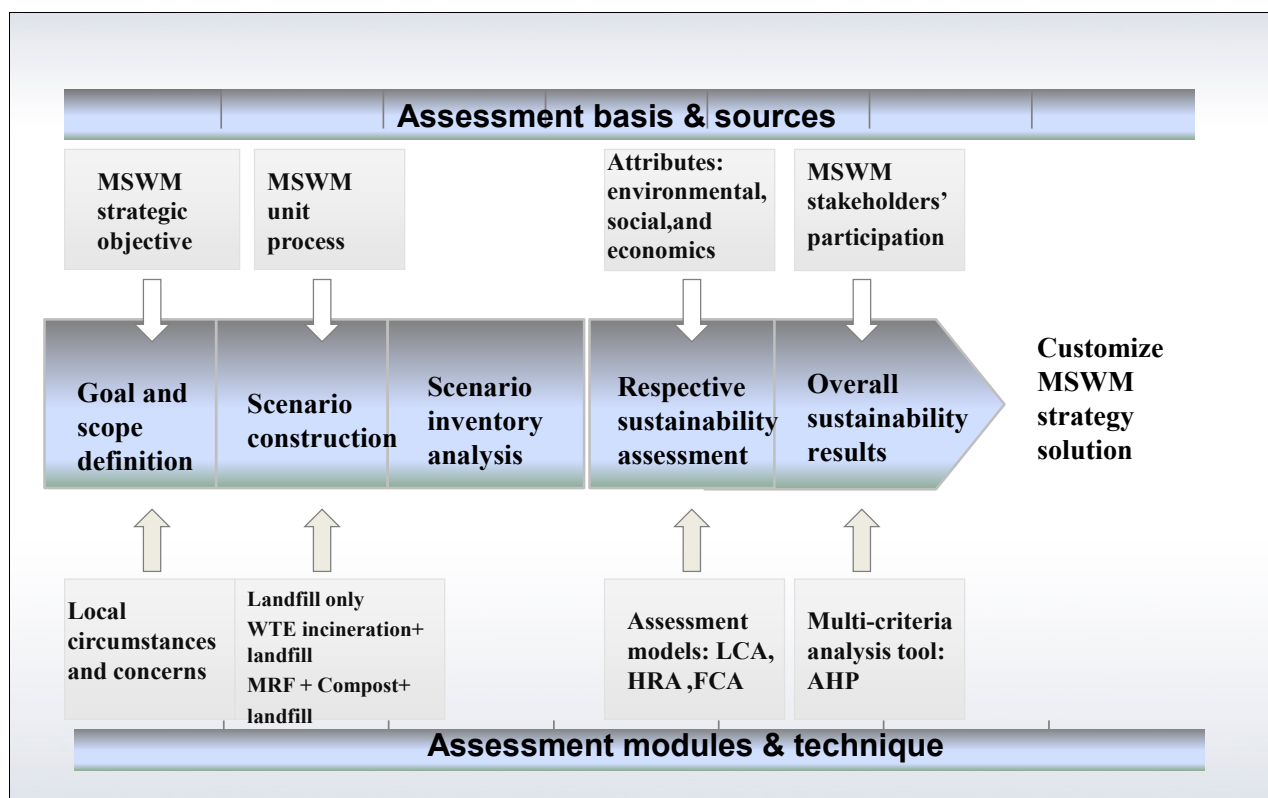 Assessment basis & sources
MSWM
strategic
objective
MSWM
unit
process
Attributes:
environmental,
social,and
economics
MSWM
stakeholders’
participation
Goal and
scope
definition
Scenario
construction
Scenario
inventory
analysis
Respective
sustainability
assessment
Overall
sustainability
results
Customize
MSWM
strategy
solution
Local
circumstances
and concerns
Landfill only
WTE incineration+
landfill
MRF + Compost+
landfill
Assessment
models: LCA,
HRA ,FCA
Multi-criteria
analysis tool:
AHP
Assessment modules & technique